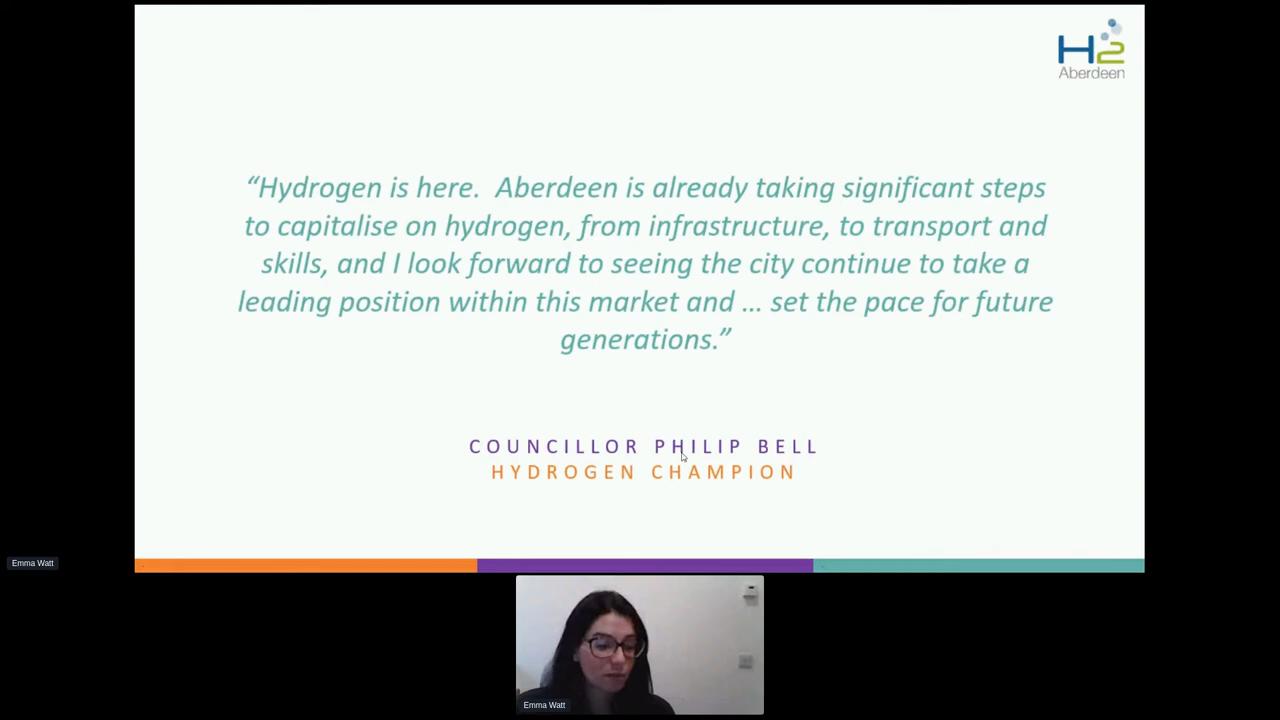 H2
Aberdeen
“Hydrogen is here.  Aberdeen is already taking significant steps
to capitalise on hydrogen, from infrastructure, to transport and
skills, and I look forward to seeing the city continue to take a
leading position within this market and … set the pace for future
generations.”
COUNCILLOR PHILIP BELL
HYDROGEN CHAMPION
Emma Watt
Emma Watt